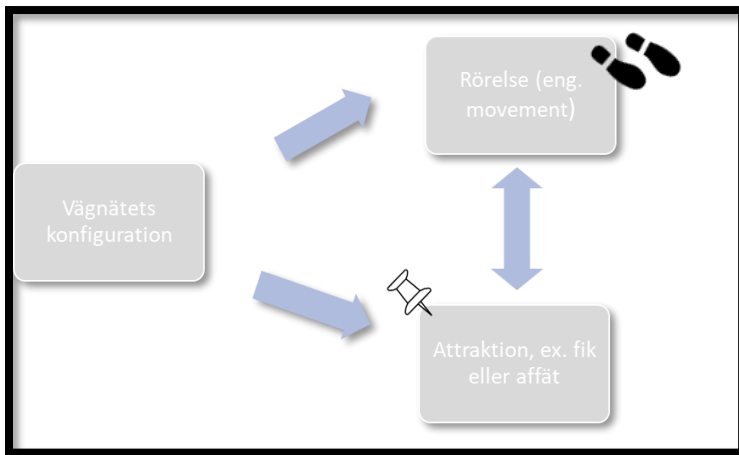 Rörelse (eng.
movement)
Vägnätets
konfiguration
Attraktion, ex. fik
eller affät